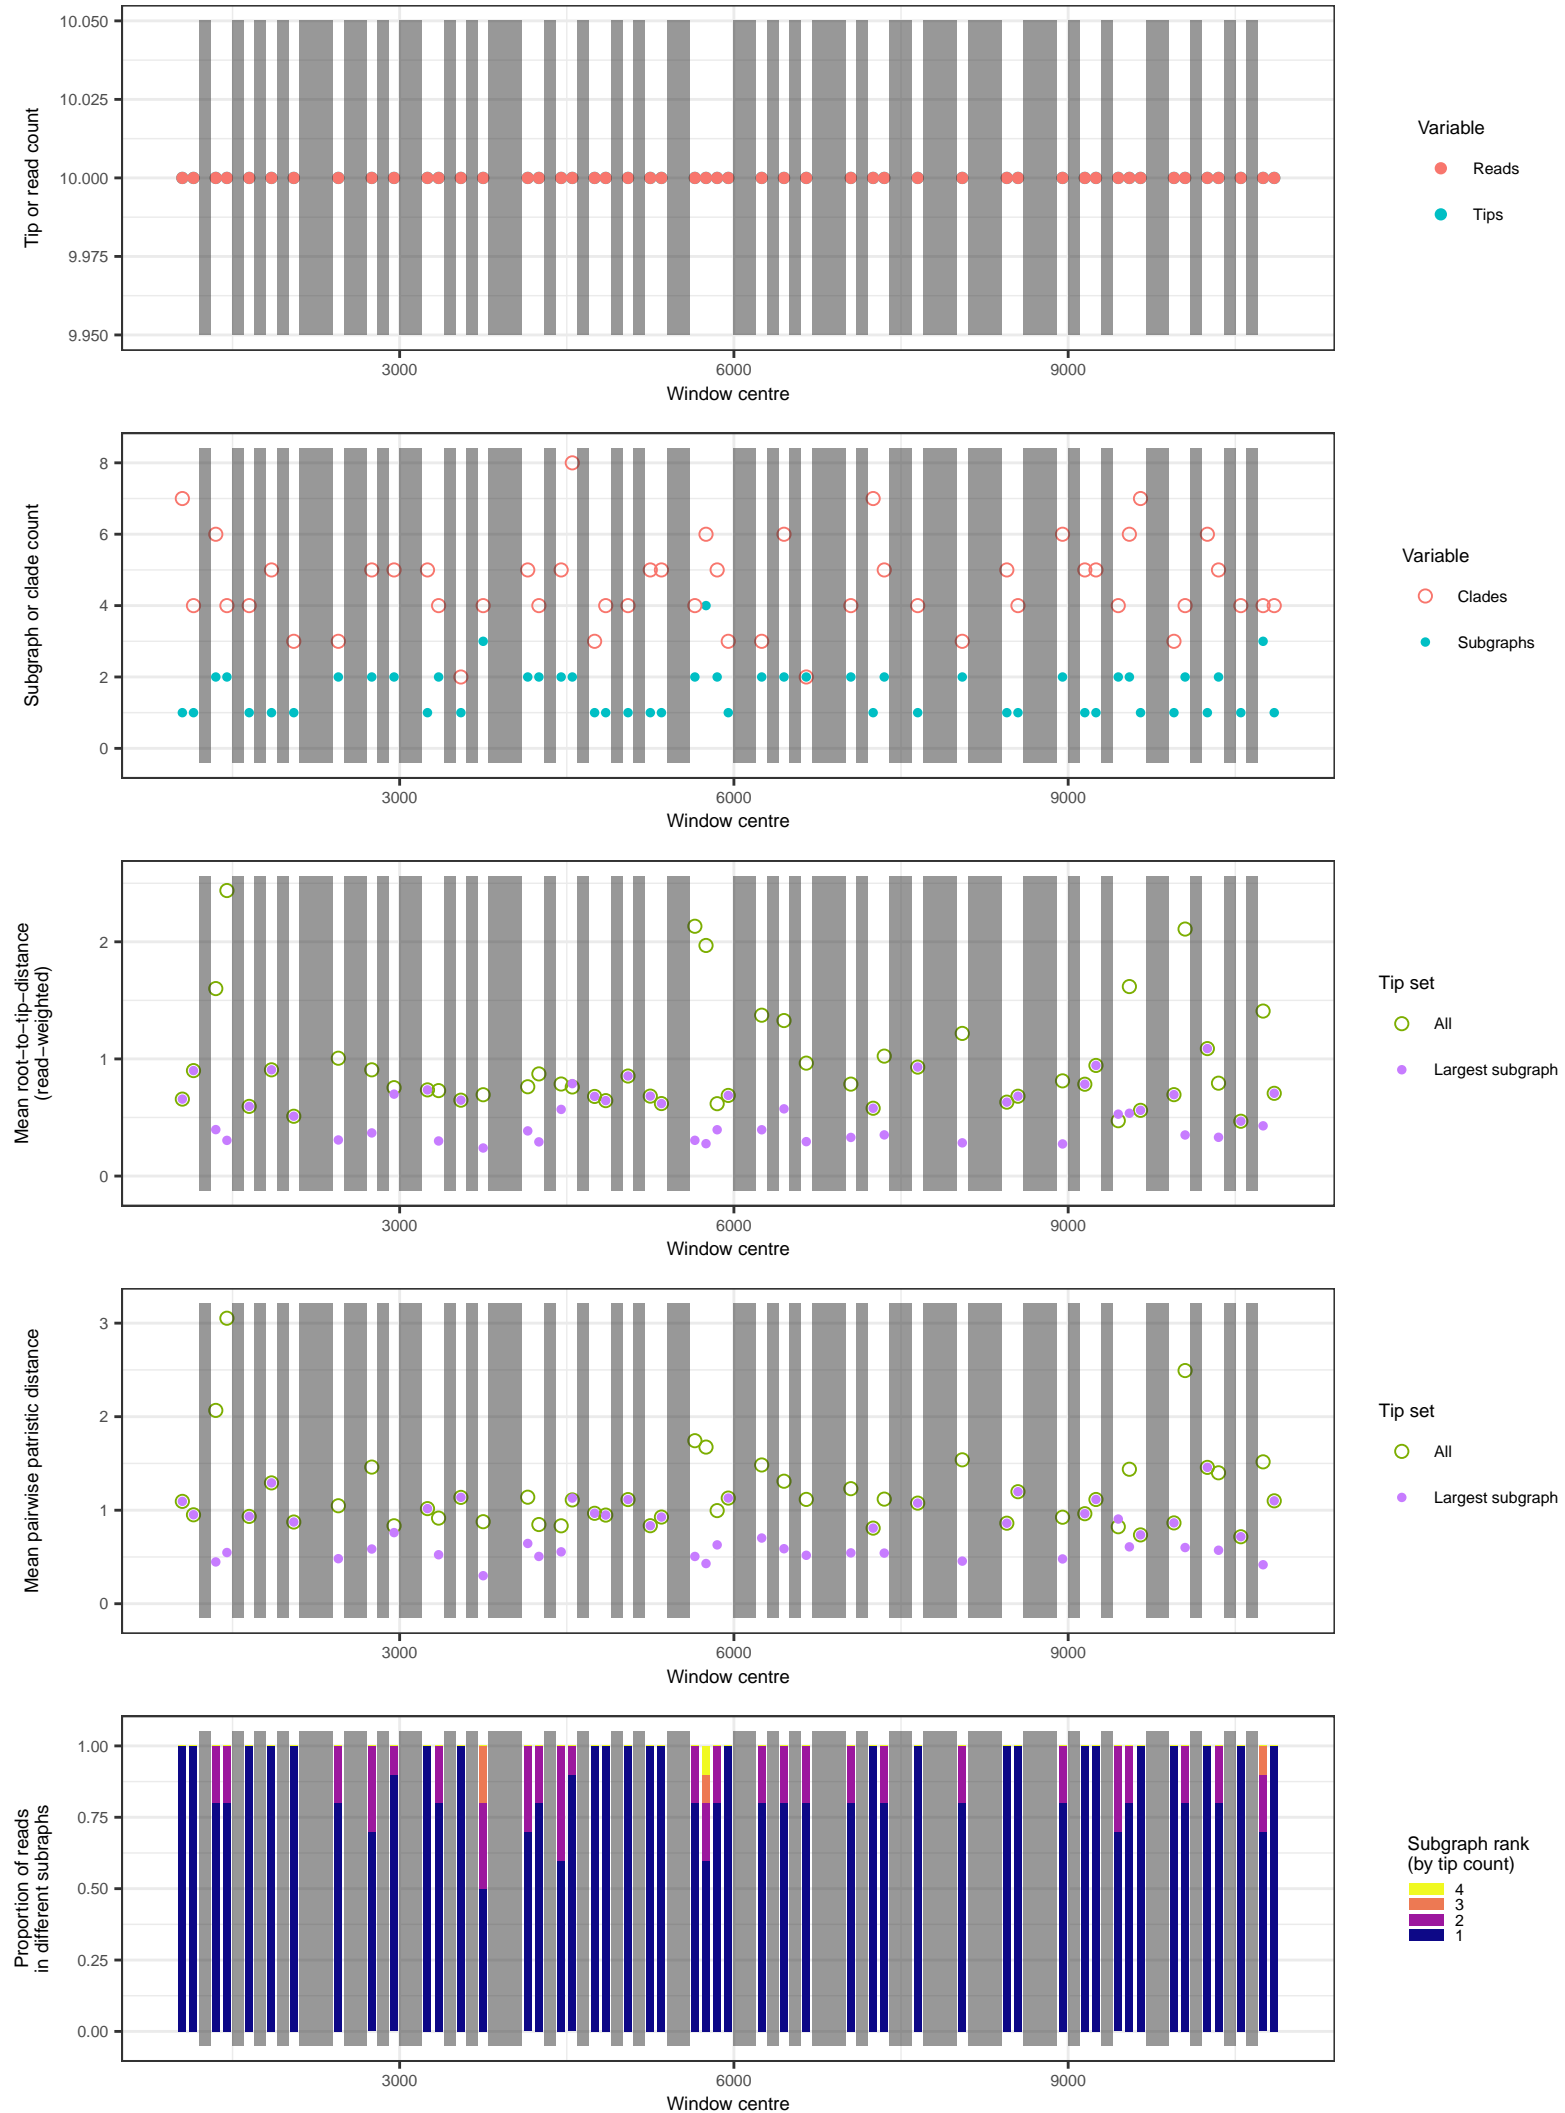 10.050
10.025
10.000
9.975
9.950
Tip or read count
3000 6000 9000
Window centre
Variable
Reads
Tips
8
6
4
2
0
Subgraph or clade count
3000 6000 9000
Window centre
Variable
Clades
Subgraphs
2
1
0
Mean root−to−tip−distance
(read−weighted)
3000 6000 9000
Window centre
Tip set
All
Largest subgraph
3
2
1
0
Mean pairwise patristic distance
3000 6000 9000
Window centre
Tip set
All
Largest subgraph
1.00
0.75
0.50
0.25
0.00
Proportion of reads
in different subraphs
3000 6000 9000
Window centre
Subgraph rank
(by tip count)
4
3
2
1